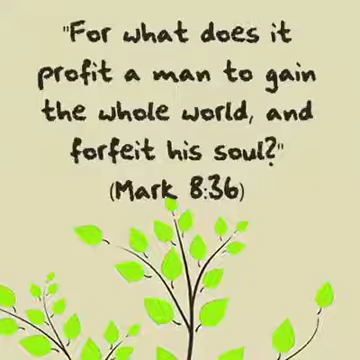 "For what does it
profit a man to gain
the whole world, and
forfeit his soul?"
(Mark 8:36)